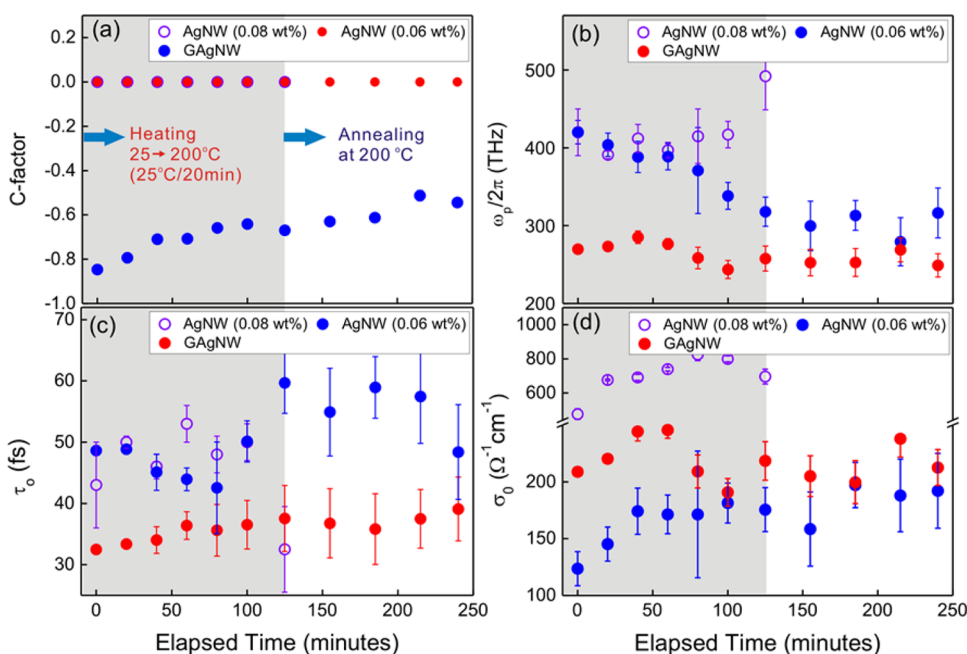 (a)
AgNW (0.08 wt%) AgNW (0.06 wt%)
GAgNW
0.2
0.0
-0.2
-0.4
-0.6
-0.8
-1.0
C-factor
Heating
25→200°C
(25°C/20min)
Annealing
at 200 °C
(b)
AgNW (0.08 wt%) AgNW (0.06 wt%)
GAgNW
500
400
300
200
ωp/2π (THz)
(c)
AgNW (0.08 wt%) AgNW (0.06 wt%)
GAgNW
70
60
50
40
30
τo (fs)
0 50 100 150 200 250
Elapsed Time (minutes)
(d)
AgNW (0.08 wt%) AgNW (0.06 wt%)
GAgNW
1000
800
600
200
150
100
σ0 (Ω-1 cm-1)
0 50 100 150 200 250
Elapsed Time (minutes)